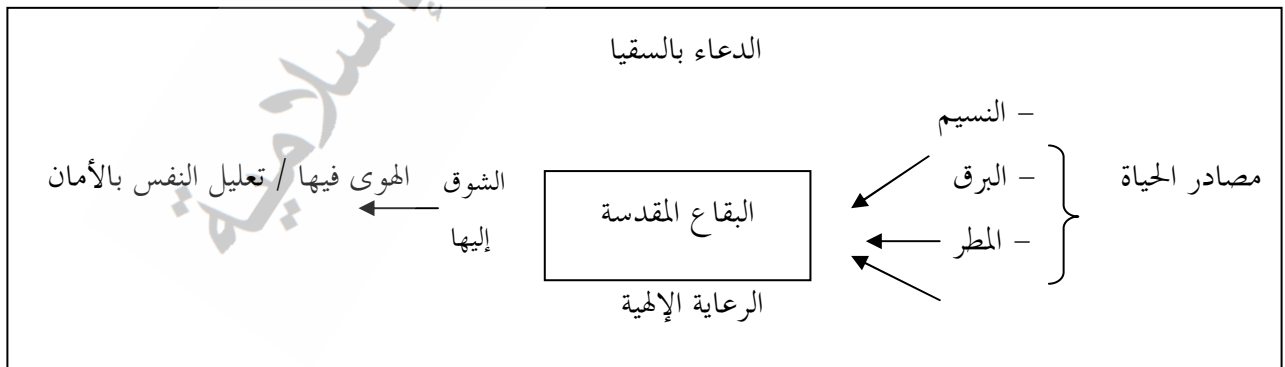 الدعاء بالسقيا
– النسيم
مصادر الحياة – البرق
– المطر
البقاع المقدسة
الشوق إليها
الهوى فيها / تعليل النفس بالأمان
الرعاية الإلهية